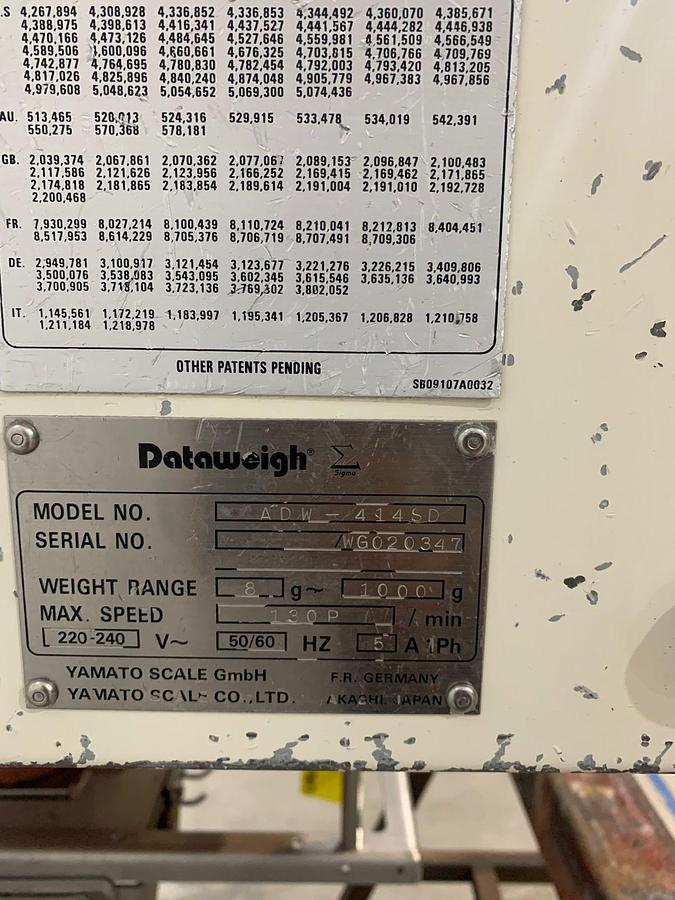 .S 4,267,894 4,308,928 4,336,852 4,336,853 4,344,492 4,360,070 4,385,671
4,388,975 4,398,613 4,416,341 4,437,527 4,441,567 4,444,282 4,446,938
4,470,166 4,473,126 4,484,645 4,527,646 4,559,981 4,561,509 4,566,549
4,589,506 4,600,096 4,660,661 4,676,325 4,703,815 4,706,766 4,709,769
4,742,877 4,764,695 4,780,830 4,782,454 4,792,003 4,793,420 4,813,205
4,817,026 4,825,896 4,840,240 4,874,048 4,905,779 4,967,383 4,967,856
4,979,608 5,048,623 5,054,652 5,069,300 5,074,436
AU. 513,465 520,013 524,316 529,915 533,478 534,019 542,391
550,275 570,368 578,181
GB. 2,039,374 2,067,861 2,070,362 2,077,067 2,089,153 2,096,847 2,100,483
2,117,586 2,121,626 2,123,956 2,166,252 2,169,415 2,169,462 2,171,865
2,174,818 2,181,865 2,183,854 2,189,614 2,191,004 2,191,010 2,192,728
2,200,468
FR. 7,930,299 8,027,214 8,100,439 8,110,724 8,210,041 8,212,813 8,404,451
8,517,953 8,614,229 8,705,376 8,706,719 8,707,491 8,709,306
DE. 2,949,781 3,100,917 3,121,454 3,123,677 3,221,276 3,226,215 3,409,806
3,500,076 3,538,083 3,543,095 3,602,345 3,615,546 3,635,136 3,640,993
3,700,905 3,718,104 3,723,136 3,769,302 3,802,052
IT. 1,145,561 1,172,219 1,183,997 1,195,341 1,205,367 1,206,828 1,210,758
1,211,184 1,218,978
OTHER PATENTS PENDING
SB09107A0032
Dataweigh® Σ
Sigma
MODEL NO. ADW-414SD
SERIAL NO. WG020347
WEIGHT RANGE 8 g~ 1000 g
MAX. SPEED 130P / min
220-240 V~ 50/60 HZ 5 A 1Ph
YAMATO SCALE GmbH F.R. GERMANY
YAMATO SCALE CO.,LTD. AKASHI. JAPAN